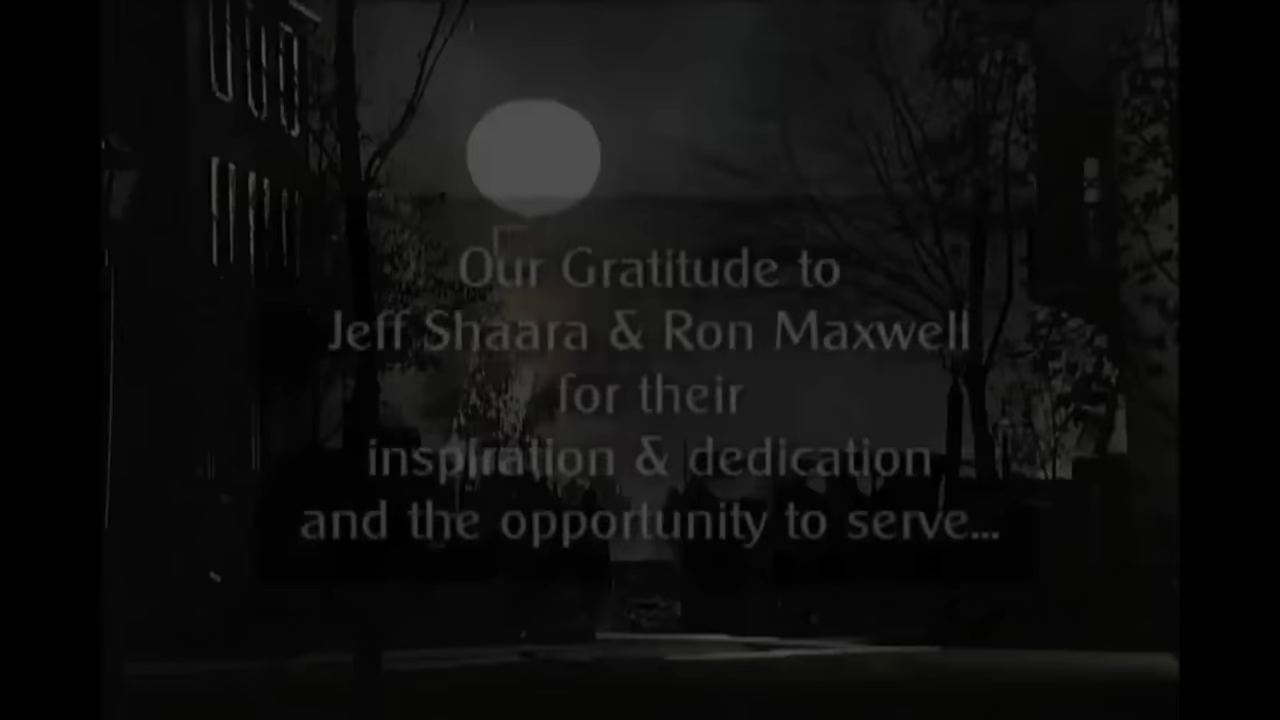 Our Gratitude to
Jeff Shaara & Ron Maxwell
for their
inspiration & dedication
and the opportunity to serve...